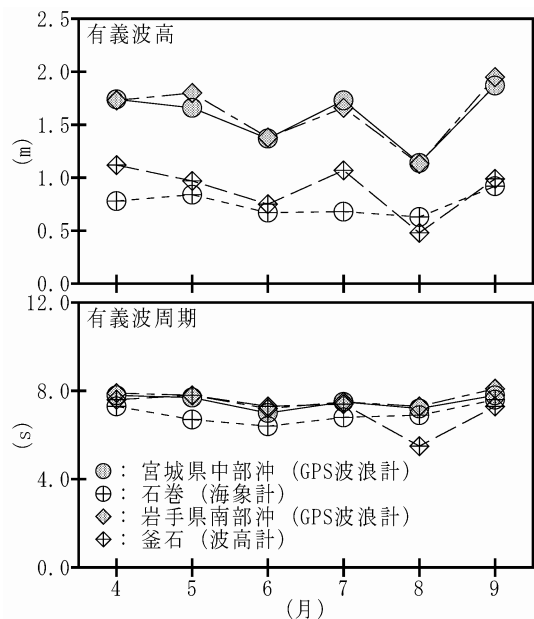 有義波高
2.5
2.0
1.5
(m)
1.0
0.5
0.0
12.0
有義波周期
8.0
(s)
4.0
: 宮城県中部沖 (GPS波浪計)
: 石巻 (海象計)
: 岩手県南部沖 (GPS波浪計)
: 釜石 (波高計)
0.0
4 5 6 7 8 9
(月)